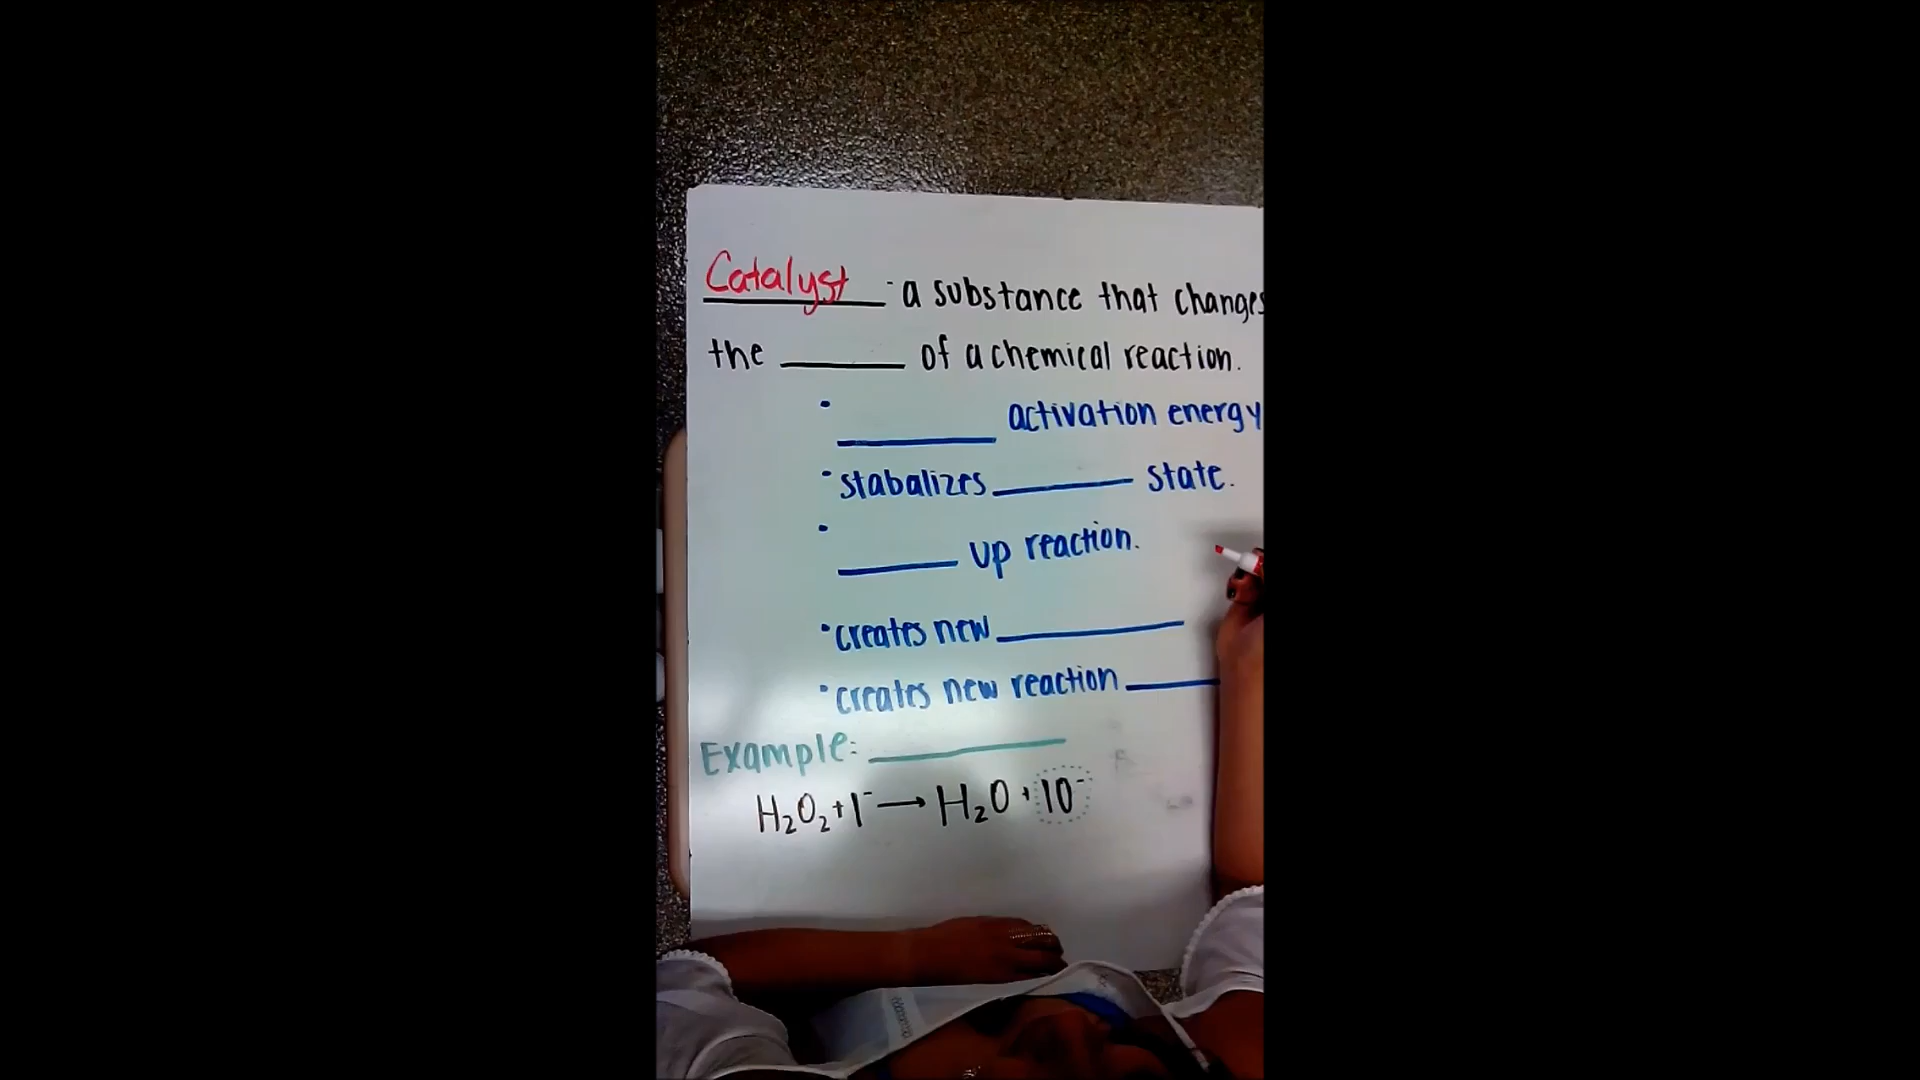 Catalyst - a substance that changes
the ______ of a chemical reaction.
• ______ activation energy
• stabalizes ______ state.
• ______ up reaction.
• creates new ______
• creates new reaction ______
Example: ______
H₂O₂ + I⁻ → H₂O + IO⁻